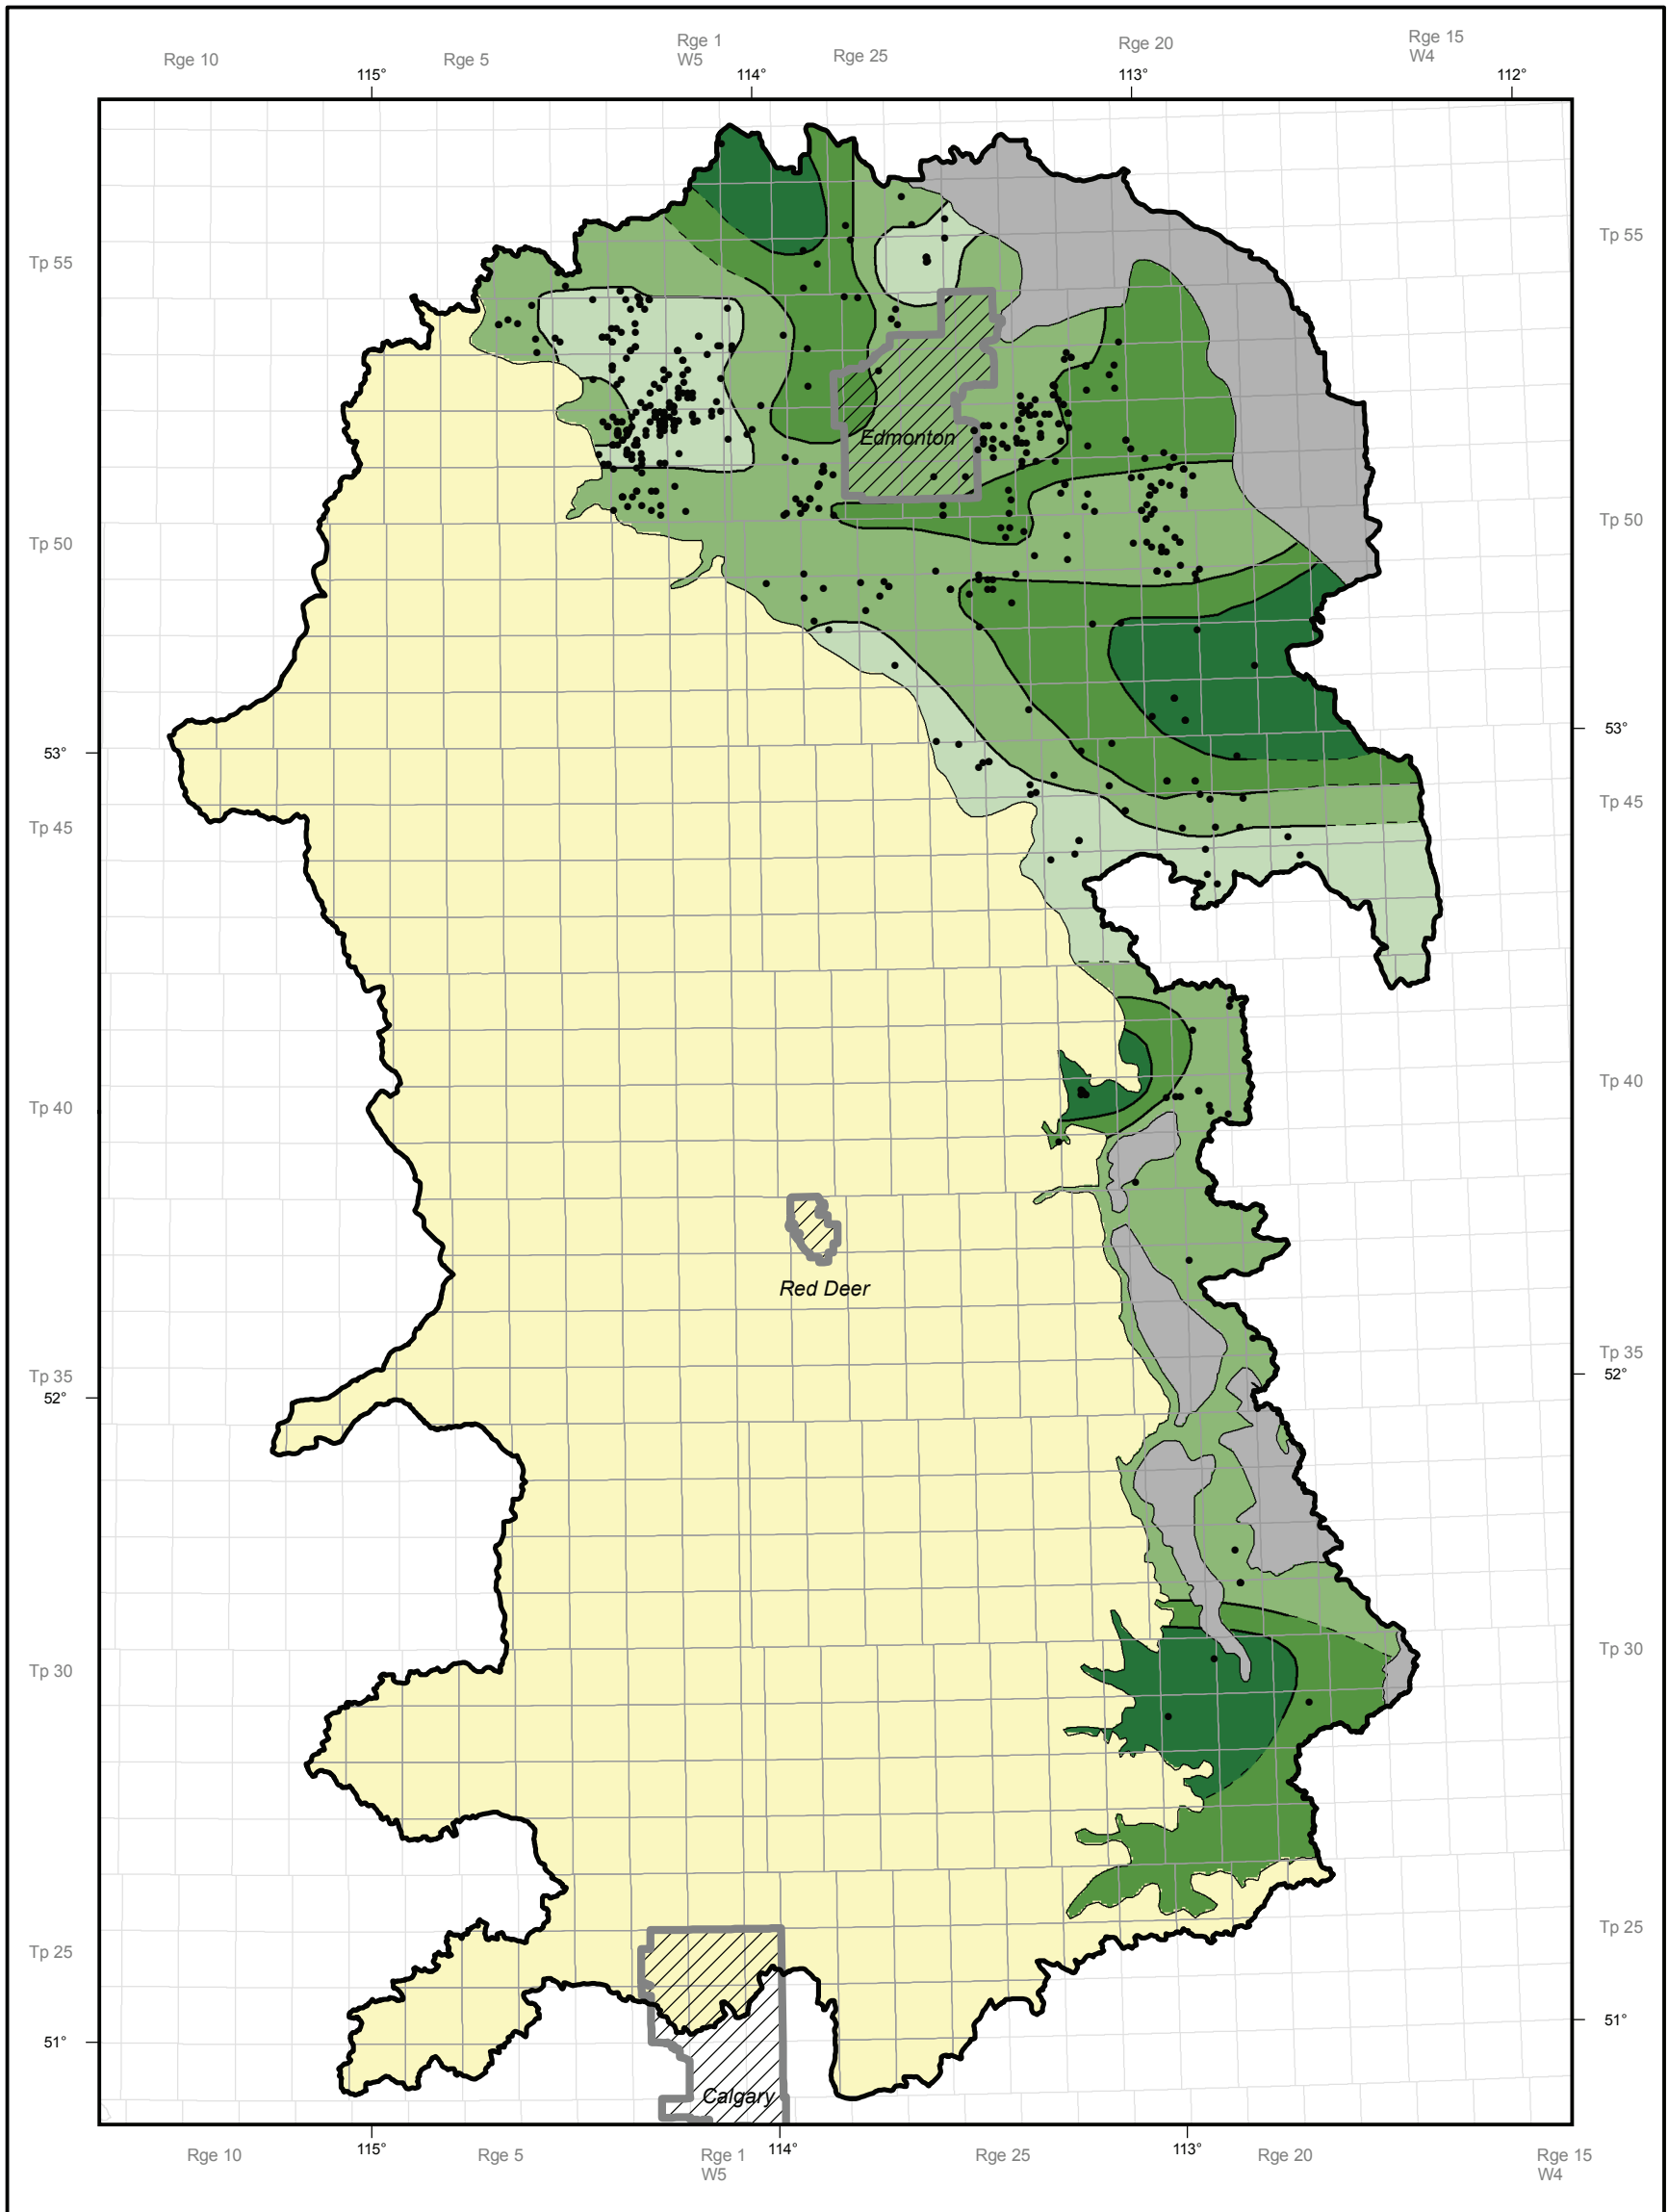 Rge 10
Rge 5
Rge 1
W5
Rge 25
Rge 20
Rge 15
W4
115°
114°
113°
112°
Tp 55
Tp 55
Edmonton
Tp 50
Tp 50
53°
53°
Tp 45
Tp 45
Tp 40
Tp 40
Red Deer
Tp 35
Tp 35
52°
52°
Tp 30
Tp 30
Tp 25
Tp 25
51°
51°
Calgary
115°
114°
113°
Rge 10
Rge 5
Rge 1
W5
Rge 25
Rge 20
Rge 15
W4